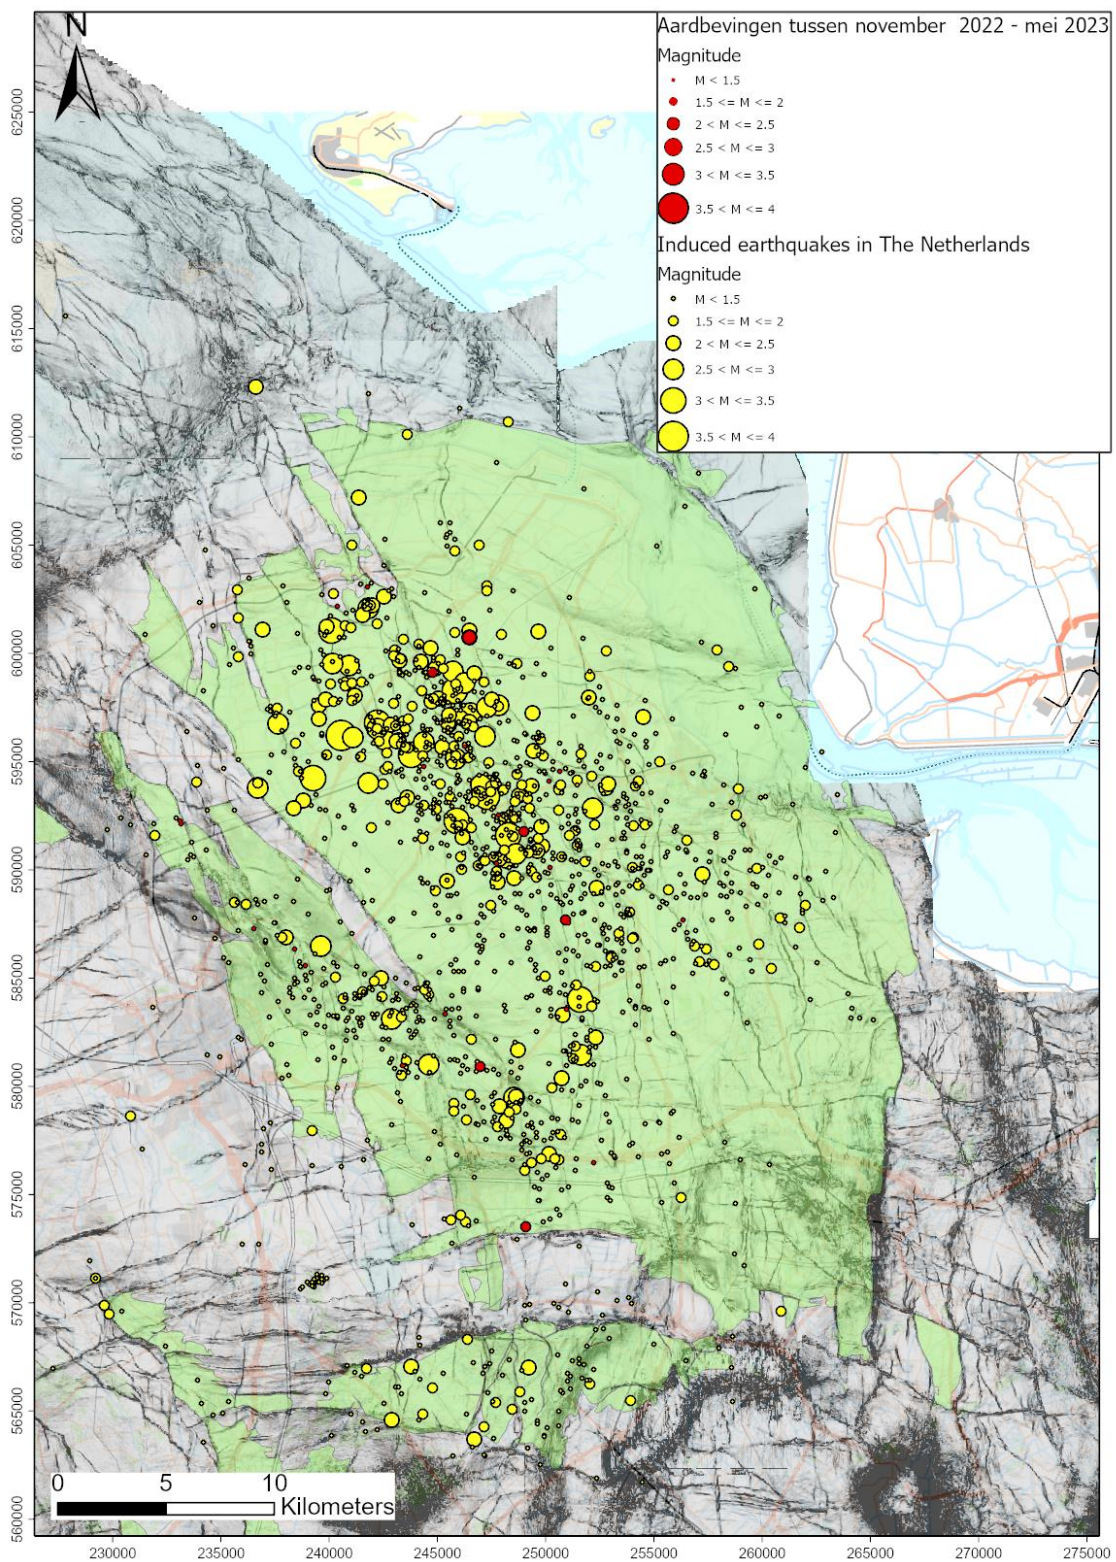 N
Aardbevingen tussen november 2022 - mei 2023
Magnitude
M < 1.5
1.5 <= M <= 2
2 < M <= 2.5
2.5 < M <= 3
3 < M <= 3.5
3.5 < M <= 4
Induced earthquakes in The Netherlands
Magnitude
M < 1.5
1.5 <= M <= 2
2 < M <= 2.5
2.5 < M <= 3
3 < M <= 3.5
3.5 < M <= 4
625000
620000
615000
610000
605000
600000
595000
590000
585000
580000
575000
570000
565000
560000
0 5 10
Kilometers
230000 235000 240000 245000 250000 255000 260000 265000 270000 275000